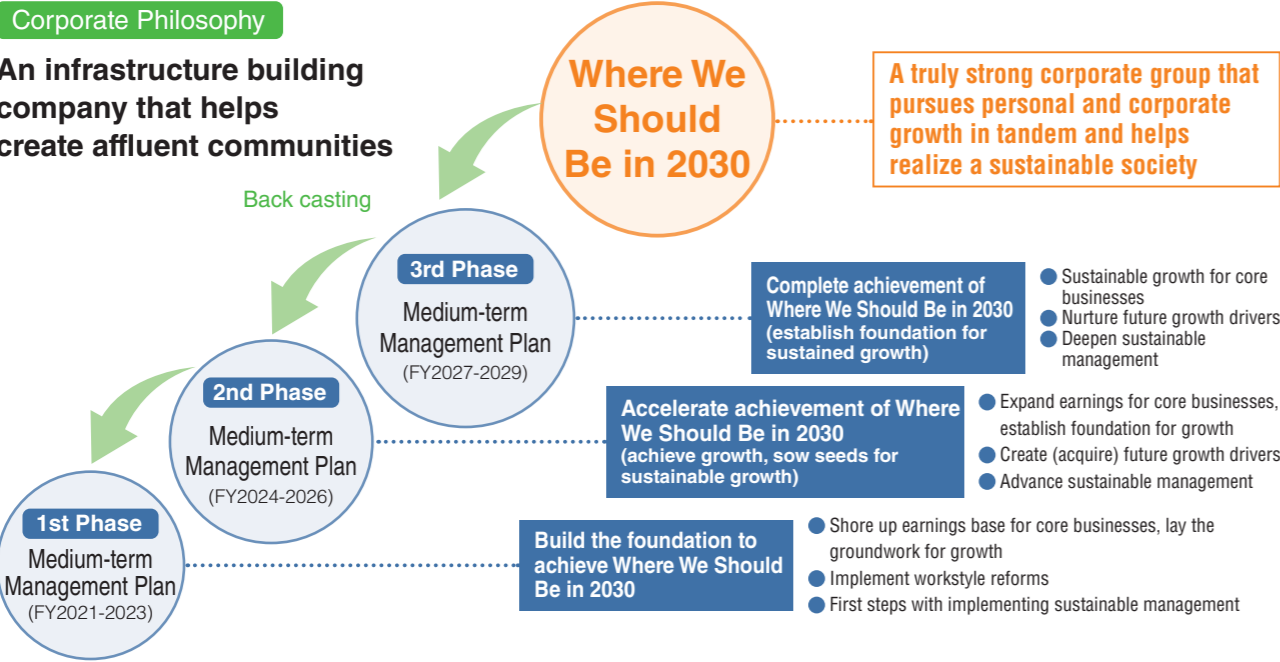 Corporate Philosophy
An infrastructure building
company that helps
create affluent communities
Where We
Should
Be in 2030
A truly strong corporate group that
pursues personal and corporate
growth in tandem and helps
realize a sustainable society
Back casting
3rd Phase
Medium-term
Management Plan
(FY2027-2029)
Complete achievement of
Where We Should Be in 2030
(establish foundation for
sustained growth)
● Sustainable growth for core
businesses
● Nurture future growth drivers
● Deepen sustainable
management
2nd Phase
Medium-term
Management Plan
(FY2024-2026)
Accelerate achievement of Where
We Should Be in 2030
(achieve growth, sow seeds for
sustainable growth)
● Expand earnings for core businesses,
establish foundation for growth
● Create (acquire) future growth drivers
● Advance sustainable management
1st Phase
Medium-term
Management Plan
(FY2021-2023)
Build the foundation to
achieve Where We Should
Be in 2030
● Shore up earnings base for core businesses, lay the
groundwork for growth
● Implement workstyle reforms
● First steps with implementing sustainable management